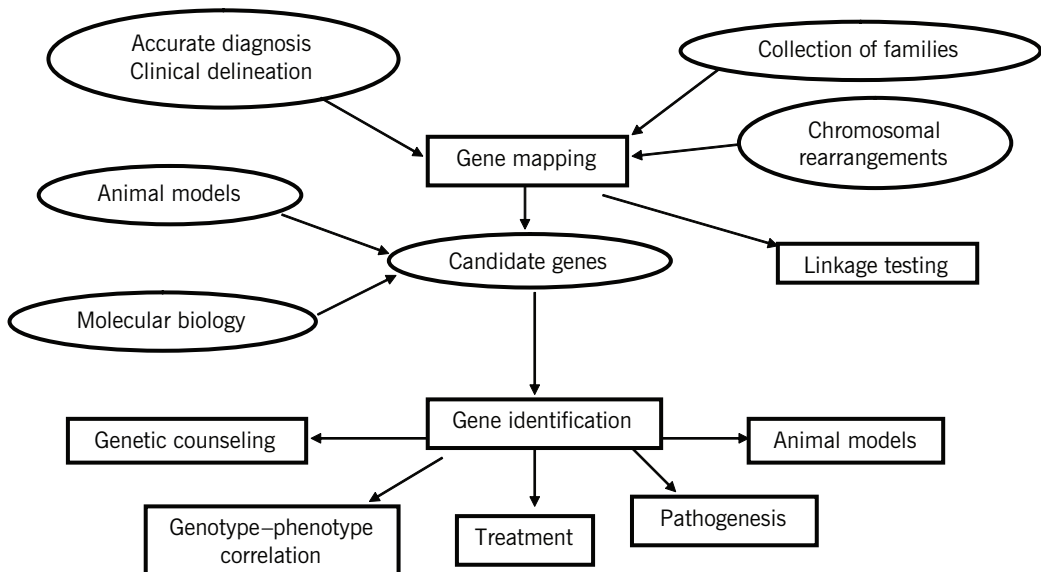 Accurate diagnosis
Clinical delineation
Collection of families
Chromosomal
rearrangements
Gene mapping
Animal models
Candidate genes
Linkage testing
Molecular biology
Gene identification
Genetic counseling
Animal models
Genotype–phenotype
correlation
Treatment
Pathogenesis